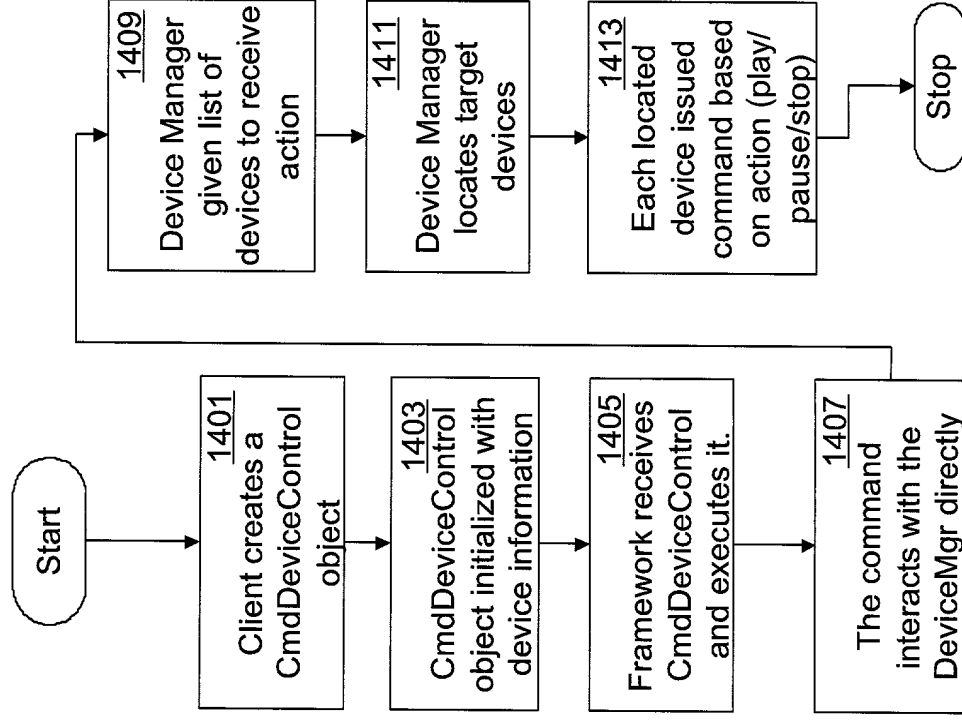 Start
1401
Client creates a
CmdDeviceControl
object
1403
CmdDeviceControl
object initialized with
device information
1405
Framework receives
CmdDeviceControl
and executes it.
1407
The command
interacts with the
DeviceMgr directly
1409
Device Manager
given list of
devices to receive
action
1411
Device Manager
locates target
devices
1413
Each located
device issued
command based
on action (play/
pause/stop)
Stop